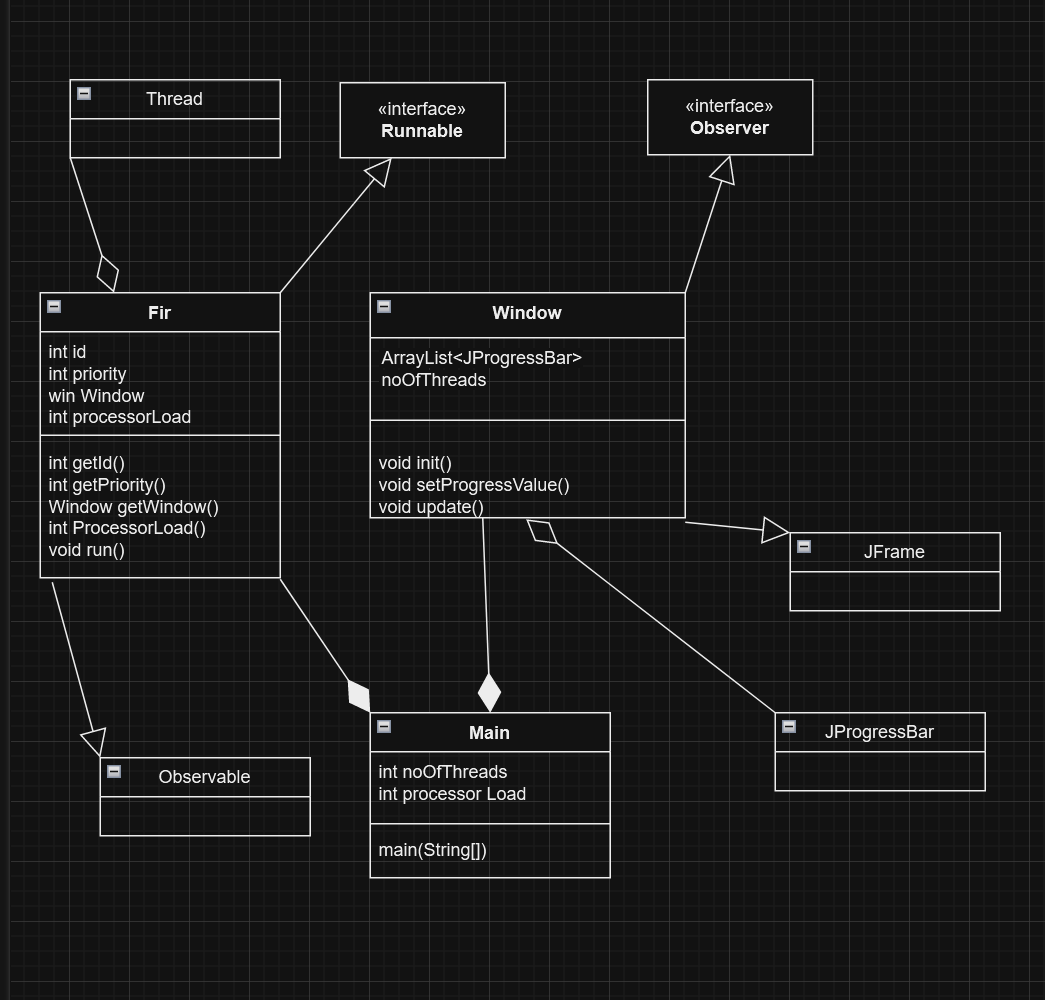 Thread
«interface»
Runnable
«interface»
Observer
Fir
int id
int priority
win Window
int processorLoad
int getId()
int getPriority()
Window getWindow()
int ProcessorLoad()
void run()
Window
ArrayList<JProgressBar>
noOfThreads
void init()
void setProgressValue()
void update()
JFrame
Observable
Main
int noOfThreads
int processor Load
main(String[])
JProgressBar